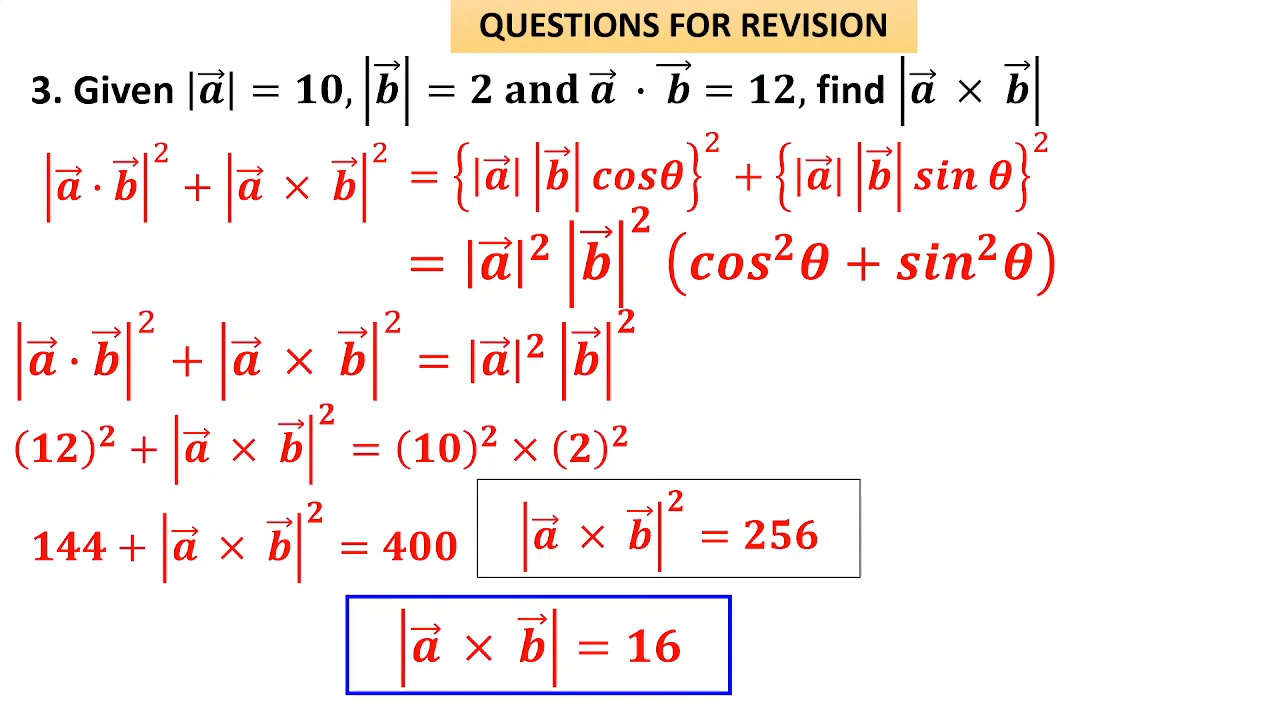 QUESTIONS FOR REVISION
3. Given |a⃗| = 10, |b⃗| = 2 and a⃗ · b⃗ = 12, find |a⃗ × b⃗|
|a⃗ · b⃗|² + |a⃗ × b⃗|² = {|a⃗| |b⃗| cosθ}² + {|a⃗| |b⃗| sin θ}²
= |a⃗|² |b⃗|² (cos²θ + sin²θ)
|a⃗ · b⃗|² + |a⃗ × b⃗|² = |a⃗|² |b⃗|²
(12)² + |a⃗ × b⃗|² = (10)² × (2)²
144 + |a⃗ × b⃗|² = 400
|a⃗ × b⃗|² = 256
|a⃗ × b⃗| = 16